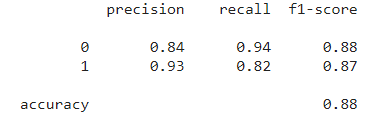 precision recall f1-score
0 0.84 0.94 0.88
1 0.93 0.82 0.87
accuracy 0.88